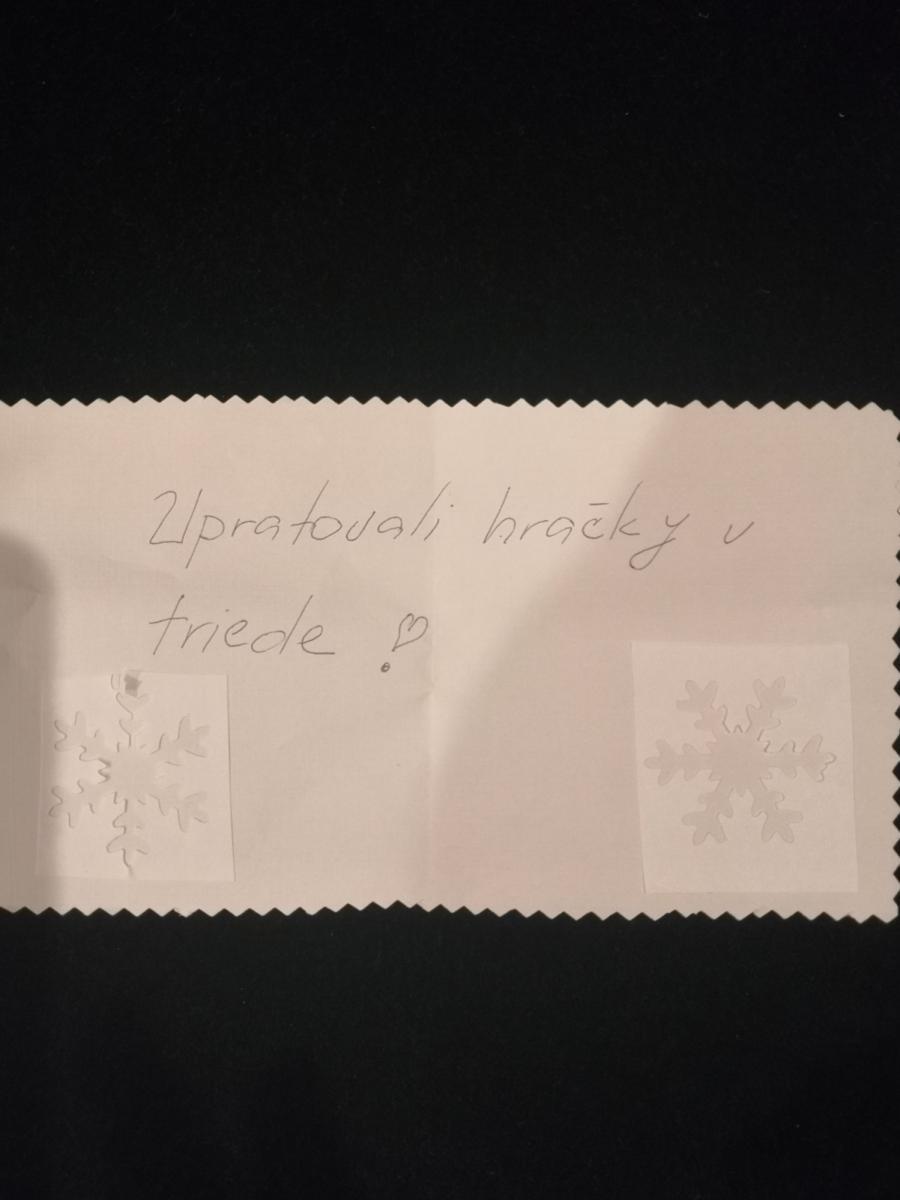 Upratovali hračky v
triede !